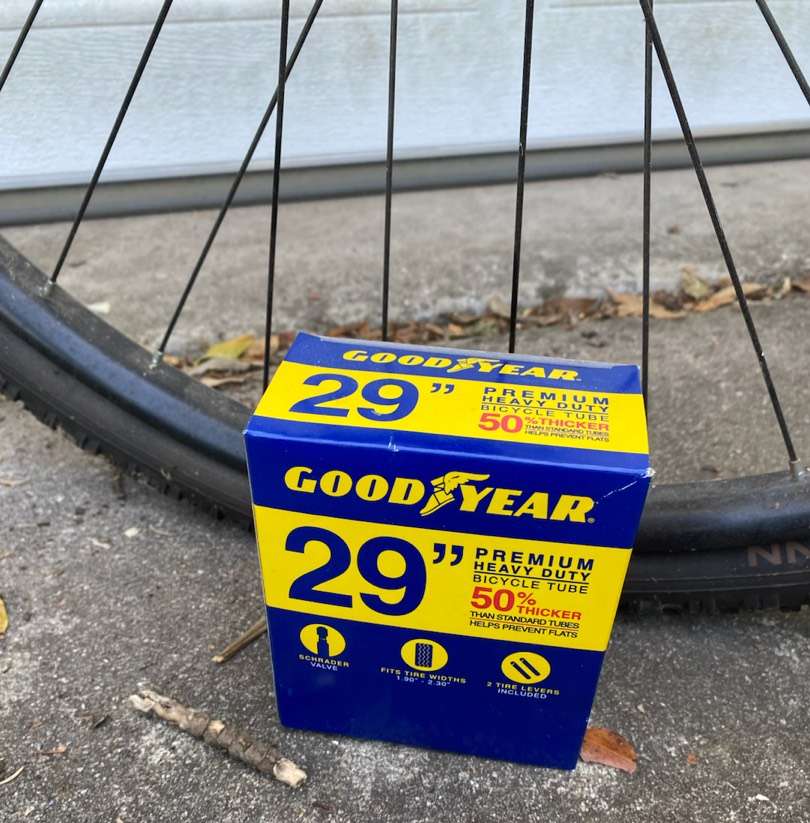 GOODYEAR
29”
PREMIUM
HEAVY DUTY
BICYCLE TUBE
50% THICKER
THAN STANDARD TUBES
HELPS PREVENT FLATS
GOODYEAR
29”
PREMIUM
HEAVY DUTY
BICYCLE TUBE
50% THICKER
THAN STANDARD TUBES
HELPS PREVENT FLATS
SCHRADER
VALVE
FITS TIRE WIDTHS
1.90" - 2.30"
2 TIRE LEVERS
INCLUDED